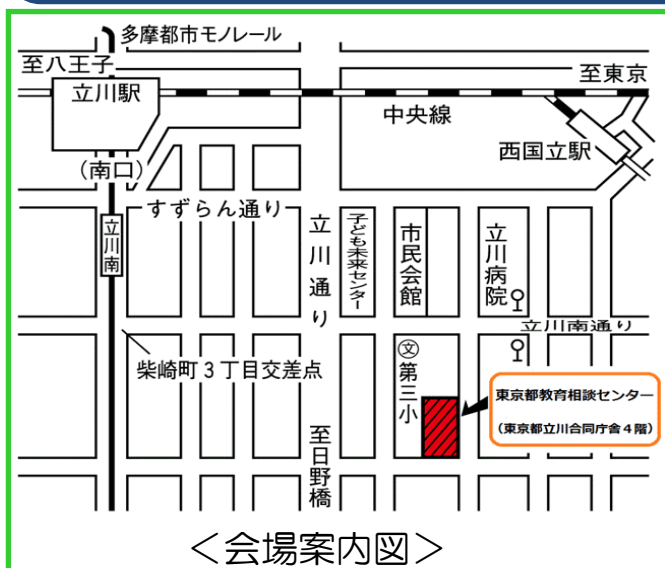 多摩都市モノレール
至八王子
至東京
立川駅
中央線
西国立駅
(南口)
すずらん通り
立川南
立川通り
子ども未来センター
市民会館
立川病院
立川南通り
柴崎町3丁目交差点
文
第三小
東京都教育相談センター
(東京都立川合同庁舎4階)
至日野橋
<会場案内図>